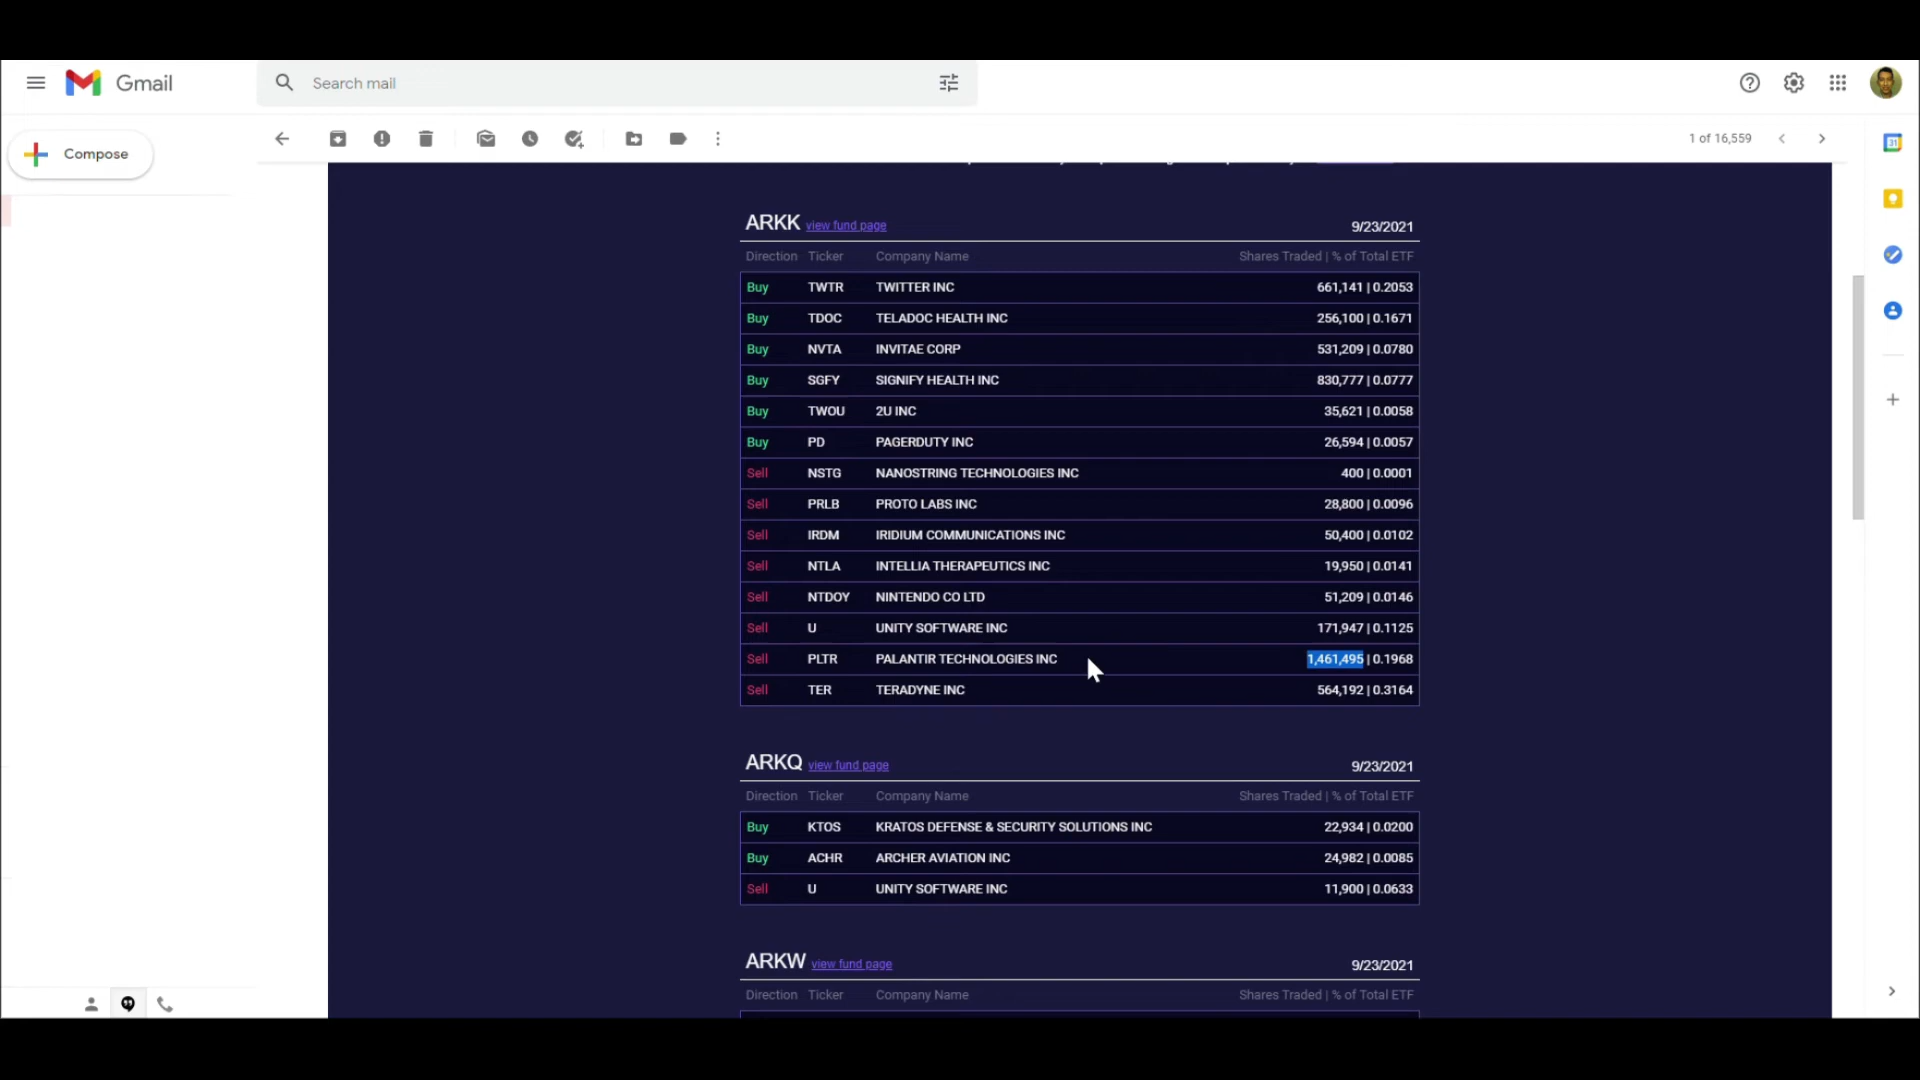 Gmail
Search mail
Compose
1 of 16,559
31
ARKK view fund page 9/23/2021
Direction Ticker Company Name Shares Traded | % of Total ETF
Buy TWTR TWITTER INC 661,141 | 0.2053
Buy TDOC TELADOC HEALTH INC 256,100 | 0.1671
Buy NVTA INVITAE CORP 531,209 | 0.0780
Buy SGFY SIGNIFY HEALTH INC 830,777 | 0.0777
Buy TWOU 2U INC 35,621 | 0.0058
Buy PD PAGERDUTY INC 26,594 | 0.0057
Sell NSTG NANOSTRING TECHNOLOGIES INC 400 | 0.0001
Sell PRLB PROTO LABS INC 28,800 | 0.0096
Sell IRDM IRIDIUM COMMUNICATIONS INC 50,400 | 0.0102
Sell NTLA INTELLIA THERAPEUTICS INC 19,950 | 0.0141
Sell NTDOY NINTENDO CO LTD 51,209 | 0.0146
Sell U UNITY SOFTWARE INC 171,947 | 0.1125
Sell PLTR PALANTIR TECHNOLOGIES INC 1,461,495 | 0.1968
Sell TER TERADYNE INC 564,192 | 0.3164
ARKQ view fund page 9/23/2021
Direction Ticker Company Name Shares Traded | % of Total ETF
Buy KTOS KRATOS DEFENSE & SECURITY SOLUTIONS INC 22,934 | 0.0200
Buy ACHR ARCHER AVIATION INC 24,982 | 0.0085
Sell U UNITY SOFTWARE INC 11,900 | 0.0633
ARKW view fund page 9/23/2021
Direction Ticker Company Name Shares Traded | % of Total ETF